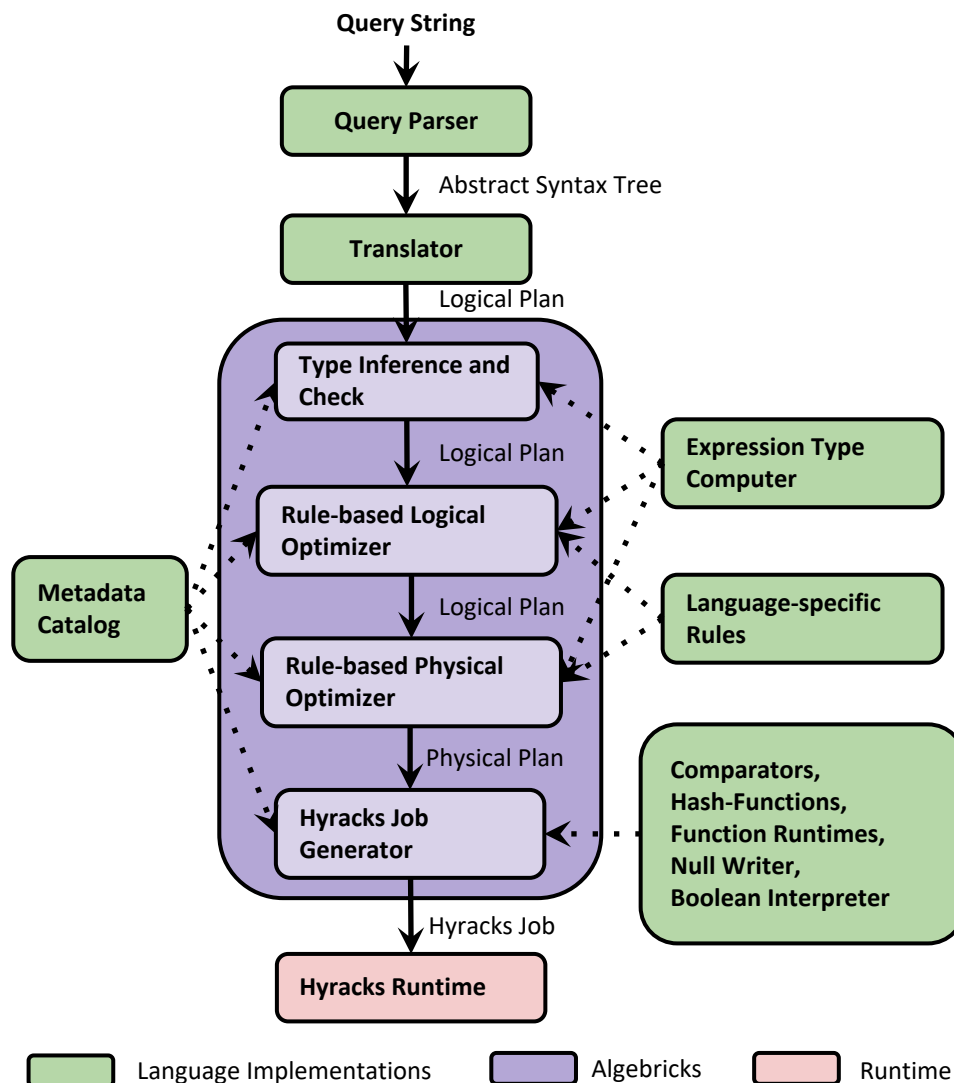 Query String
Query Parser
Abstract Syntax Tree
Translator
Logical Plan
Type Inference and
Check
Logical Plan
Expression Type
Computer
Rule-based Logical
Optimizer
Metadata
Catalog
Logical Plan
Language-specific
Rules
Rule-based Physical
Optimizer
Physical Plan
Comparators,
Hash-Functions,
Function Runtimes,
Null Writer,
Boolean Interpreter
Hyracks Job
Generator
Hyracks Job
Hyracks Runtime
Language Implementations
Algebricks
Runtime